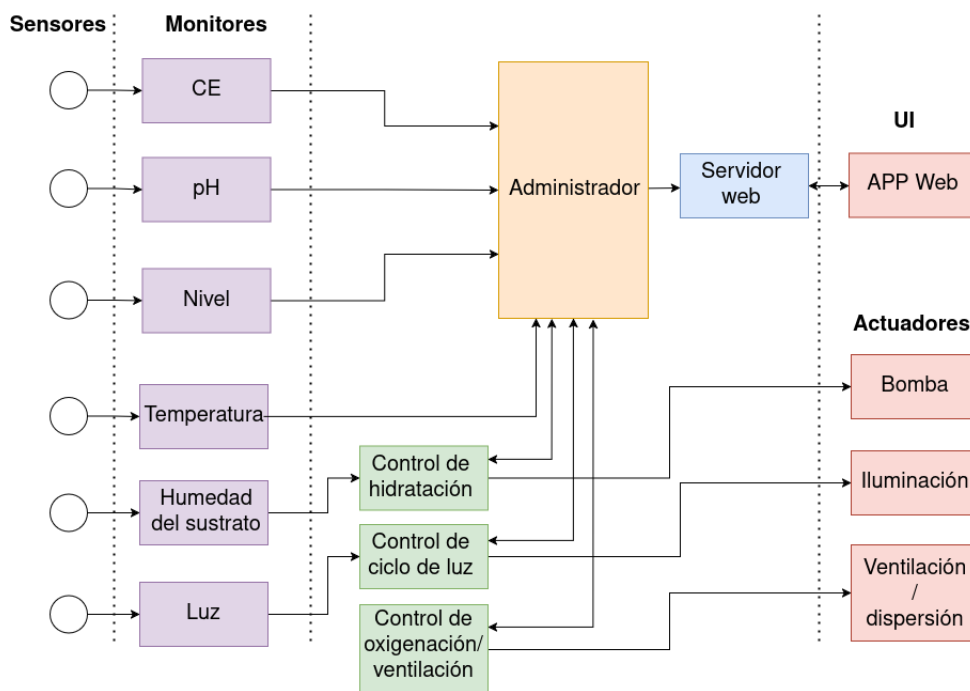 Sensores
Monitores
CE
pH
Nivel
Temperatura
Humedad
del sustrato
Luz
Administrador
Control de
hidratación
Control de
ciclo de luz
Control de
oxigenación/
ventilación
Servidor
web
UI
APP Web
Actuadores
Bomba
Iluminación
Ventilación
/
dispersión